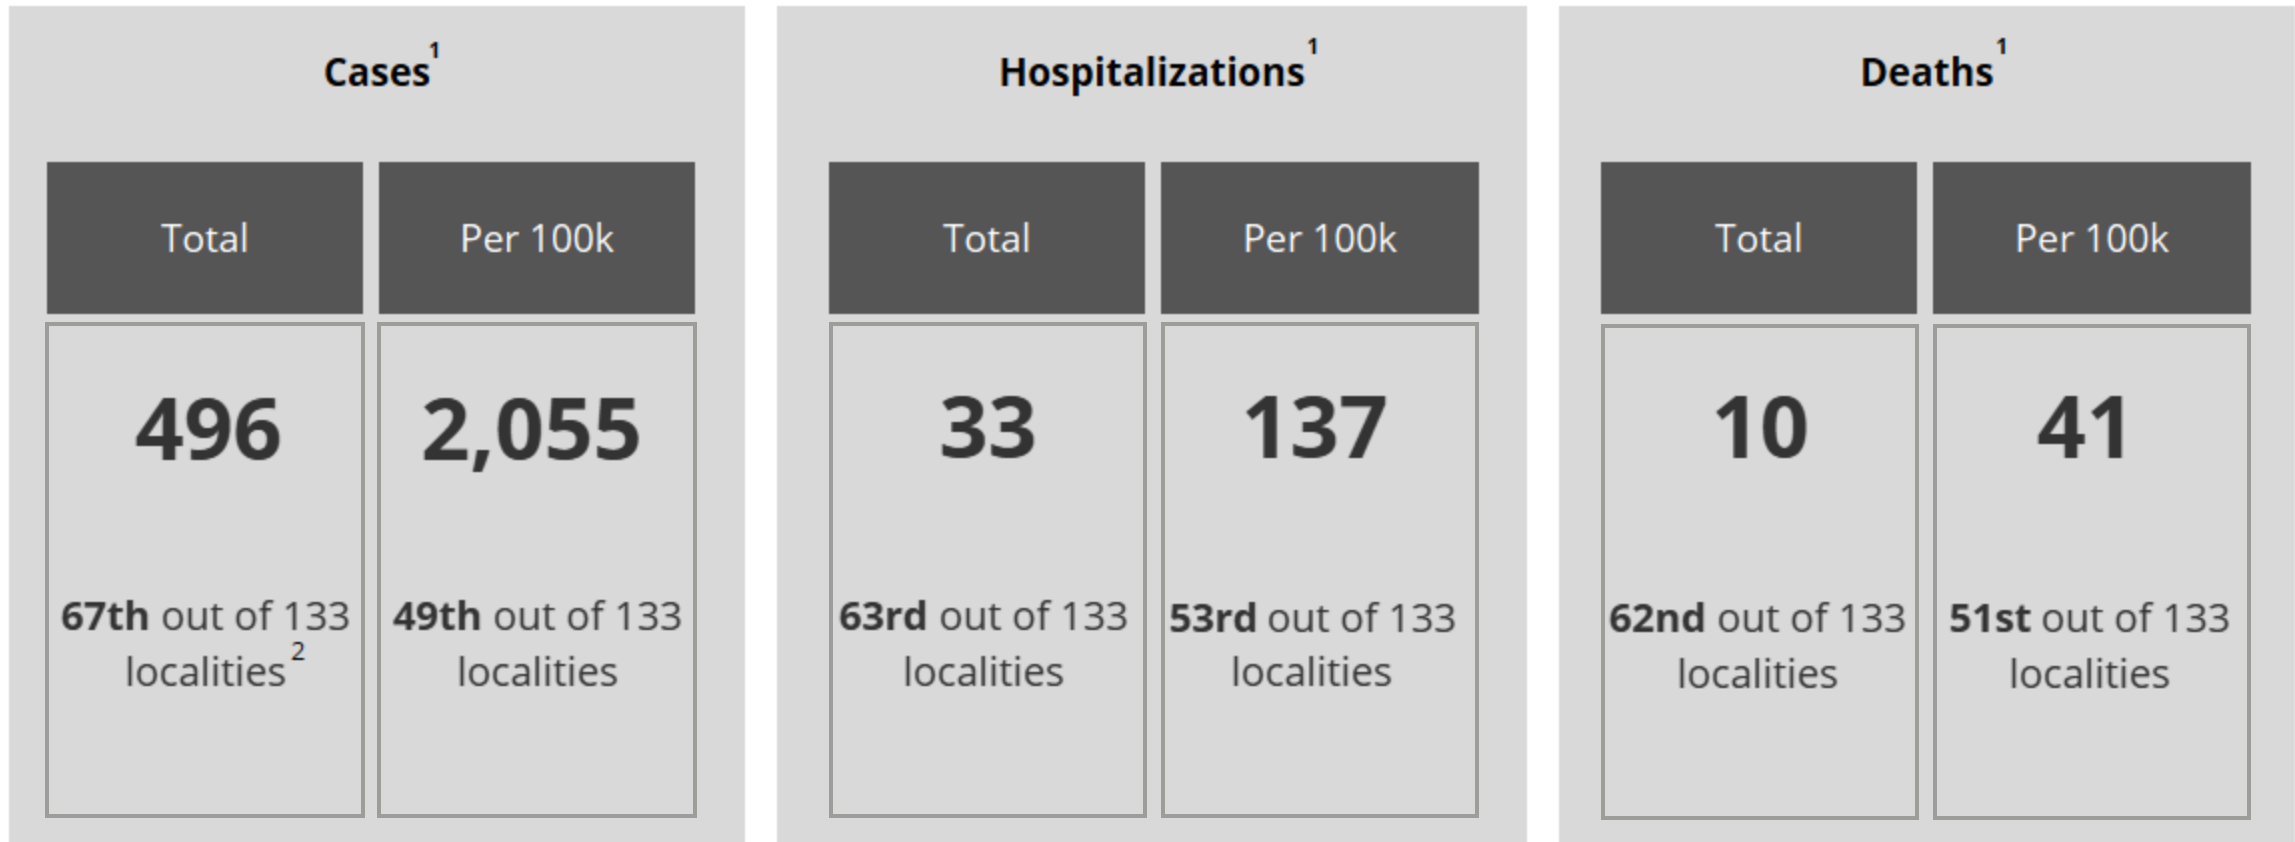 Cases1
Total
Per 100k
496
2,055
67th out of 133
localities2
49th out of 133
localities
Hospitalizations1
Total
Per 100k
33
137
63rd out of 133
localities
53rd out of 133
localities
Deaths1
Total
Per 100k
10
41
62nd out of 133
localities
51st out of 133
localities